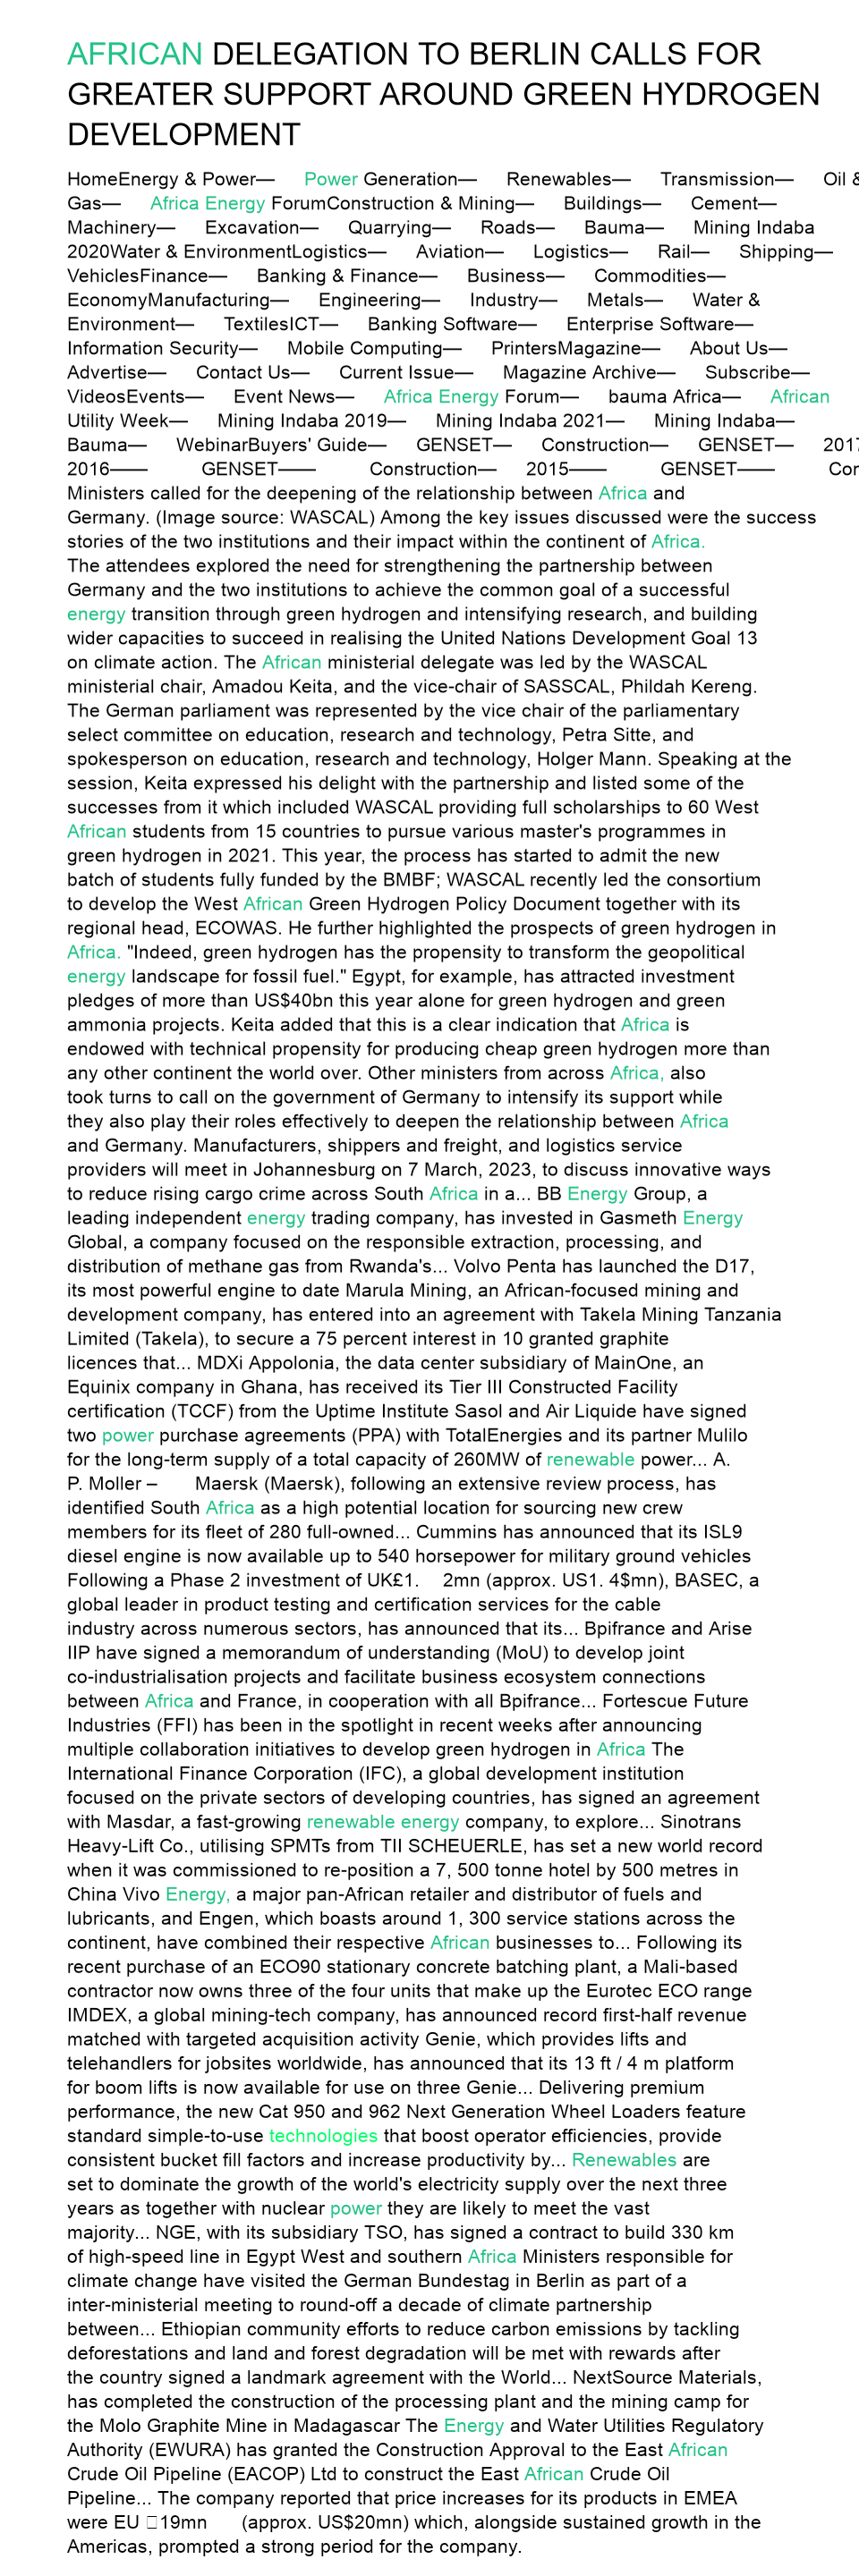 AFRICAN DELEGATION TO BERLIN CALLS FOR
GREATER SUPPORT AROUND GREEN HYDROGEN
DEVELOPMENT
HomeEnergy & Power— Power Generation— Renewables— Transmission— Oil &
Gas— Africa Energy ForumConstruction & Mining— Buildings— Cement—
Machinery— Excavation— Quarrying— Roads— Bauma— Mining Indaba
2020Water & EnvironmentLogistics— Aviation— Logistics— Rail— Shipping—
VehiclesFinance— Banking & Finance— Business— Commodities—
EconomyManufacturing— Engineering— Industry— Metals— Water &
Environment— TextilesICT— Banking Software— Enterprise Software—
Information Security— Mobile Computing— PrintersMagazine— About Us—
Advertise— Contact Us— Current Issue— Magazine Archive— Subscribe—
VideosEvents— Event News— Africa Energy Forum— bauma Africa— African
Utility Week— Mining Indaba 2019— Mining Indaba 2021— Mining Indaba—
Bauma— WebinarBuyers' Guide— GENSET— Construction— GENSET— 2017
2016—— GENSET—— Construction— 2015—— GENSET—— Con
Ministers called for the deepening of the relationship between Africa and
Germany. (Image source: WASCAL) Among the key issues discussed were the success
stories of the two institutions and their impact within the continent of Africa.
The attendees explored the need for strengthening the partnership between
Germany and the two institutions to achieve the common goal of a successful
energy transition through green hydrogen and intensifying research, and building
wider capacities to succeed in realising the United Nations Development Goal 13
on climate action. The African ministerial delegate was led by the WASCAL
ministerial chair, Amadou Keita, and the vice-chair of SASSCAL, Phildah Kereng.
The German parliament was represented by the vice chair of the parliamentary
select committee on education, research and technology, Petra Sitte, and
spokesperson on education, research and technology, Holger Mann. Speaking at the
session, Keita expressed his delight with the partnership and listed some of the
successes from it which included WASCAL providing full scholarships to 60 West
African students from 15 countries to pursue various master's programmes in
green hydrogen in 2021. This year, the process has started to admit the new
batch of students fully funded by the BMBF; WASCAL recently led the consortium
to develop the West African Green Hydrogen Policy Document together with its
regional head, ECOWAS. He further highlighted the prospects of green hydrogen in
Africa. "Indeed, green hydrogen has the propensity to transform the geopolitical
energy landscape for fossil fuel." Egypt, for example, has attracted investment
pledges of more than US$40bn this year alone for green hydrogen and green
ammonia projects. Keita added that this is a clear indication that Africa is
endowed with technical propensity for producing cheap green hydrogen more than
any other continent the world over. Other ministers from across Africa, also
took turns to call on the government of Germany to intensify its support while
they also play their roles effectively to deepen the relationship between Africa
and Germany. Manufacturers, shippers and freight, and logistics service
providers will meet in Johannesburg on 7 March, 2023, to discuss innovative ways
to reduce rising cargo crime across South Africa in a... BB Energy Group, a
leading independent energy trading company, has invested in Gasmeth Energy
Global, a company focused on the responsible extraction, processing, and
distribution of methane gas from Rwanda's... Volvo Penta has launched the D17,
its most powerful engine to date Marula Mining, an African-focused mining and
development company, has entered into an agreement with Takela Mining Tanzania
Limited (Takela), to secure a 75 percent interest in 10 granted graphite
licences that... MDXi Appolonia, the data center subsidiary of MainOne, an
Equinix company in Ghana, has received its Tier III Constructed Facility
certification (TCCF) from the Uptime Institute Sasol and Air Liquide have signed
two power purchase agreements (PPA) with TotalEnergies and its partner Mulilo
for the long-term supply of a total capacity of 260MW of renewable power... A.
P. Moller – Maersk (Maersk), following an extensive review process, has
identified South Africa as a high potential location for sourcing new crew
members for its fleet of 280 full-owned... Cummins has announced that its ISL9
diesel engine is now available up to 540 horsepower for military ground vehicles
Following a Phase 2 investment of UK£1. 2mn (approx. US1. 4$mn), BASEC, a
global leader in product testing and certification services for the cable
industry across numerous sectors, has announced that its... Bpifrance and Arise
IIP have signed a memorandum of understanding (MoU) to develop joint
co-industrialisation projects and facilitate business ecosystem connections
between Africa and France, in cooperation with all Bpifrance... Fortescue Future
Industries (FFI) has been in the spotlight in recent weeks after announcing
multiple collaboration initiatives to develop green hydrogen in Africa The
International Finance Corporation (IFC), a global development institution
focused on the private sectors of developing countries, has signed an agreement
with Masdar, a fast-growing renewable energy company, to explore... Sinotrans
Heavy-Lift Co., utilising SPMTs from TII SCHEUERLE, has set a new world record
when it was commissioned to re-position a 7, 500 tonne hotel by 500 metres in
China Vivo Energy, a major pan-African retailer and distributor of fuels and
lubricants, and Engen, which boasts around 1, 300 service stations across the
continent, have combined their respective African businesses to... Following its
recent purchase of an ECO90 stationary concrete batching plant, a Mali-based
contractor now owns three of the four units that make up the Eurotec ECO range
IMDEX, a global mining-tech company, has announced record first-half revenue
matched with targeted acquisition activity Genie, which provides lifts and
telehandlers for jobsites worldwide, has announced that its 13 ft / 4 m platform
for boom lifts is now available for use on three Genie... Delivering premium
performance, the new Cat 950 and 962 Next Generation Wheel Loaders feature
standard simple-to-use technologies that boost operator efficiencies, provide
consistent bucket fill factors and increase productivity by... Renewables are
set to dominate the growth of the world's electricity supply over the next three
years as together with nuclear power they are likely to meet the vast
majority... NGE, with its subsidiary TSO, has signed a contract to build 330 km
of high-speed line in Egypt West and southern Africa Ministers responsible for
climate change have visited the German Bundestag in Berlin as part of a
inter-ministerial meeting to round-off a decade of climate partnership
between... Ethiopian community efforts to reduce carbon emissions by tackling
deforestations and land and forest degradation will be met with rewards after
the country signed a landmark agreement with the World... NextSource Materials,
has completed the construction of the processing plant and the mining camp for
the Molo Graphite Mine in Madagascar The Energy and Water Utilities Regulatory
Authority (EWURA) has granted the Construction Approval to the East African
Crude Oil Pipeline (EACOP) Ltd to construct the East African Crude Oil
Pipeline... The company reported that price increases for its products in EMEA
were EU 19mn (approx. US$20mn) which, alongside sustained growth in the
Americas, prompted a strong period for the company.